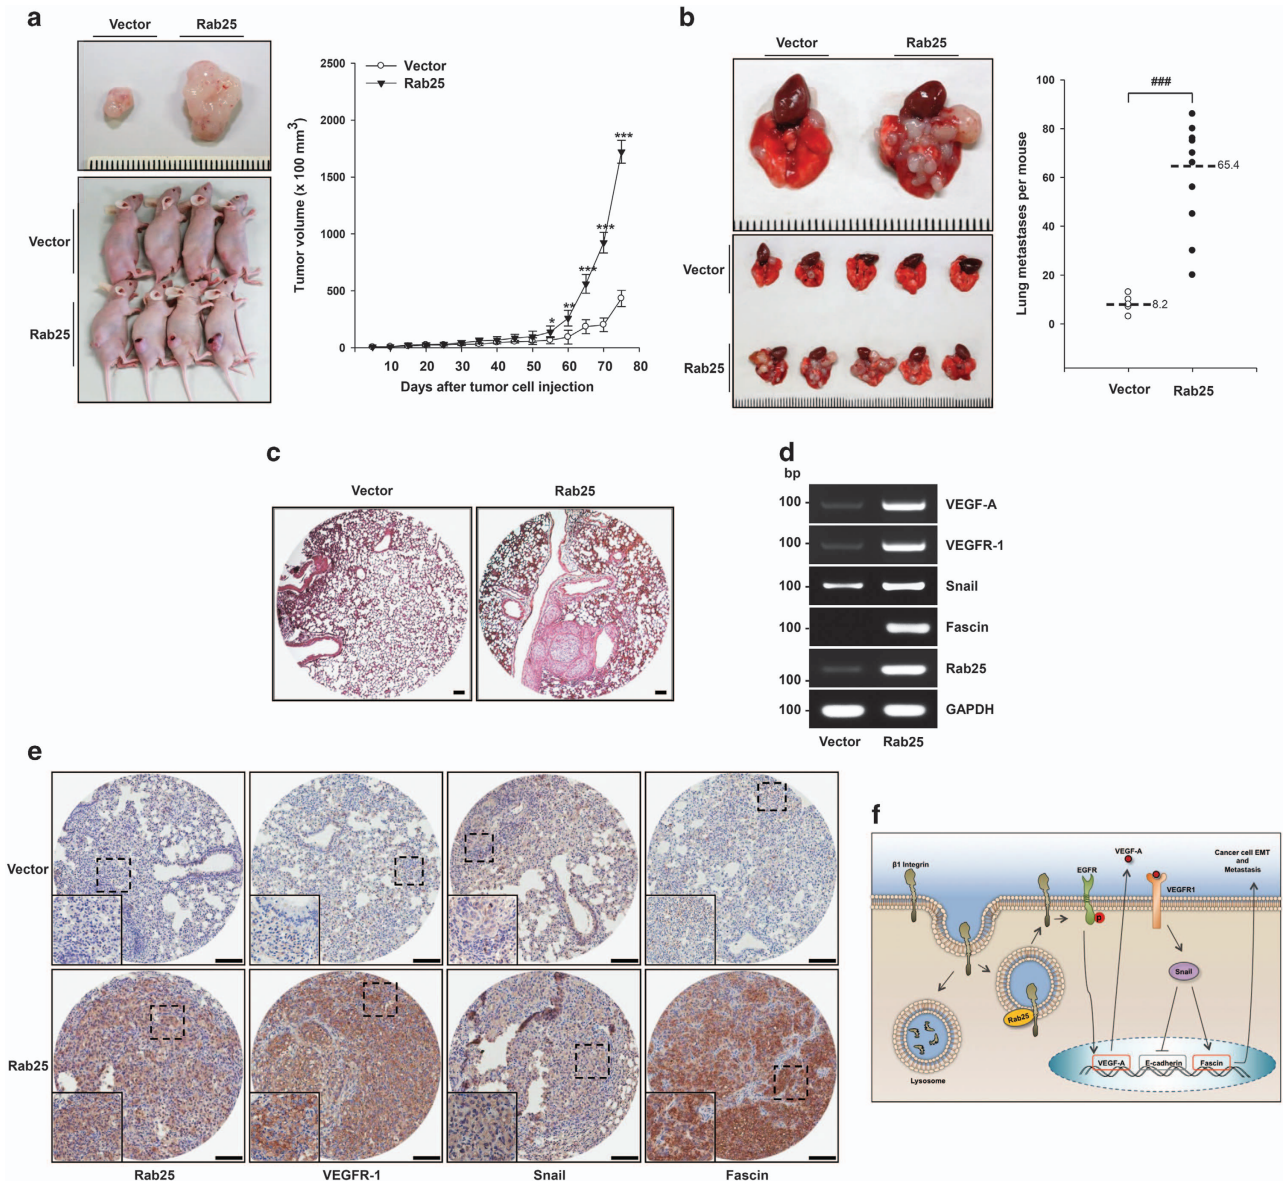 a
Vector Rab25
Vector
Rab25
Tumor volume (x 100 mm3)
2500
2000
1500
1000
500
0
Vector
Rab25
*
**
***
***
***
10 20 30 40 50 60 70 80
Days after tumor cell injection
b
Vector Rab25
Vector
Rab25
Lung metastases per mouse
100
80
60
40
20
0
###
65.4
8.2
Vector Rab25
c
Vector Rab25
d
bp
100 VEGF-A
100 VEGFR-1
100 Snail
100 Fascin
100 Rab25
100 GAPDH
Vector Rab25
e
Vector
Rab25
Rab25 VEGFR-1 Snail Fascin
f
β1 Integrin
EGFR
VEGF-A
VEGFR1
Cancer cell EMT
and
Metastasis
p
Snail
Rab25
Lysosome
VEGF-A E-cadherin Fascin